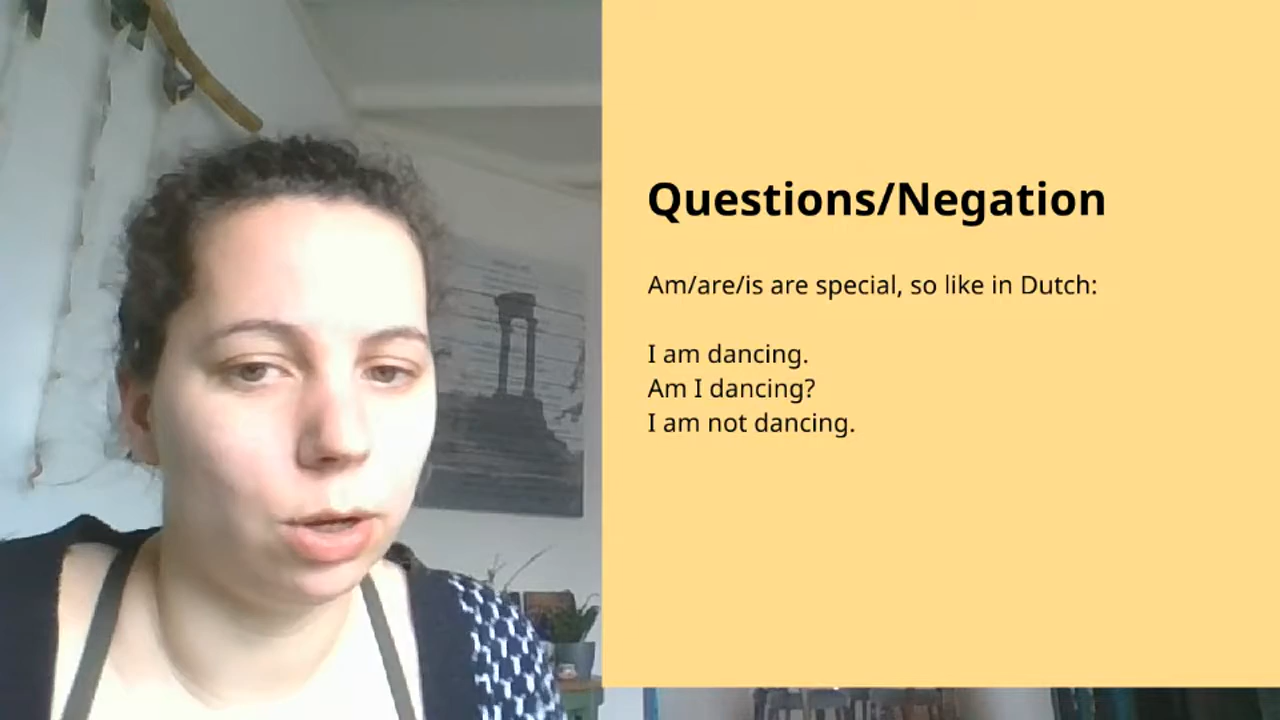 Questions/Negation
Am/are/is are special, so like in Dutch:
I am dancing.
Am I dancing?
I am not dancing.